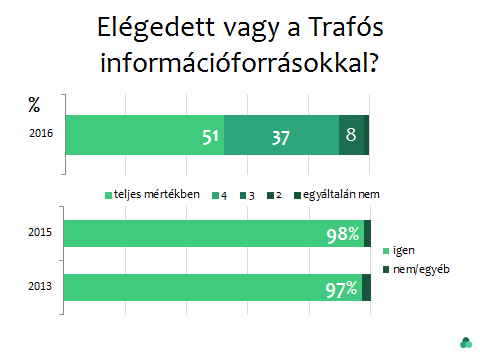 Elégedett vagy a Trafós
információforrásokkal?
%
2016 51 37 8
teljes mértékben 4 3 2 egyáltalán nem
2015 98%
igen
nem/egyéb
2013 97%